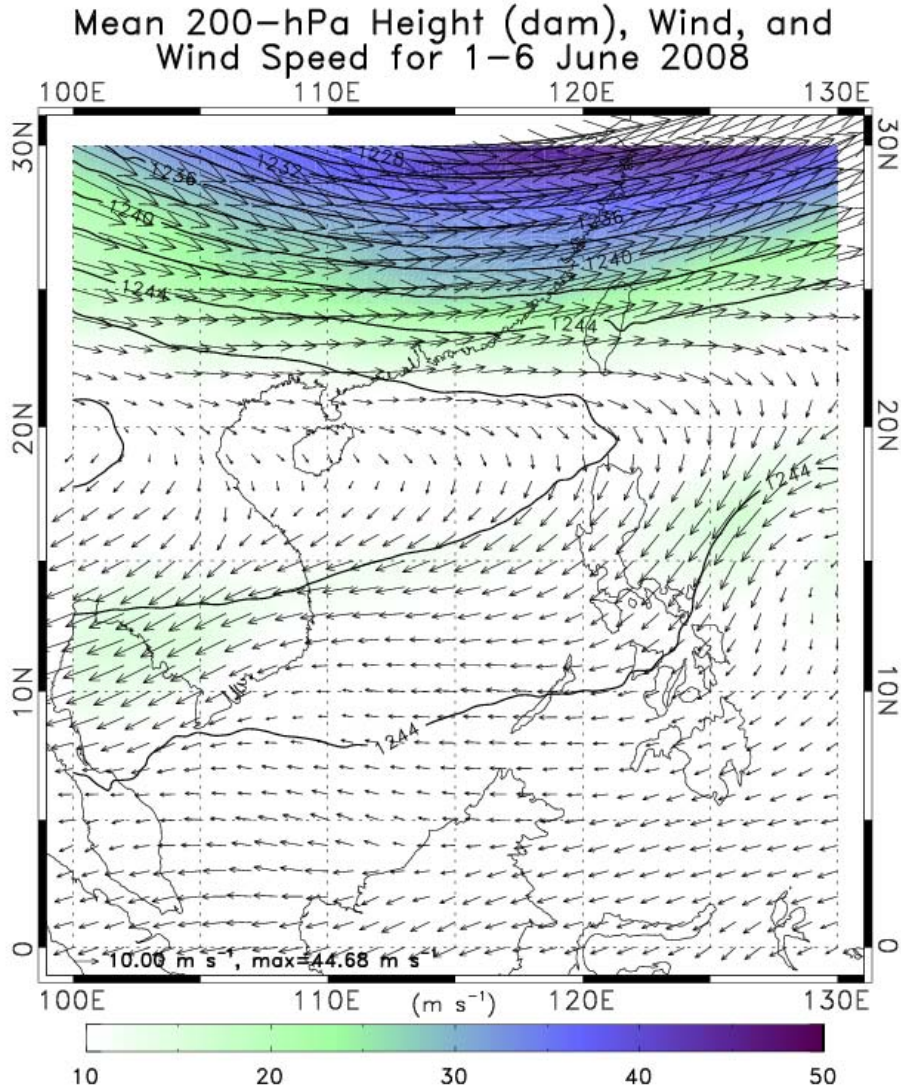 Mean 200-hPa Height (dam), Wind, and
Wind Speed for 1-6 June 2008
100E 110E 120E 130E
30N 30N
1228
1232
1236
1240
1236
1240
1244
1244
20N 20N
1244
10N 10N
1244
0 0
10.00 m s⁻¹, max=44.68 m s⁻¹
100E 110E 120E 130E
(m s⁻¹)
10 20 30 40 50